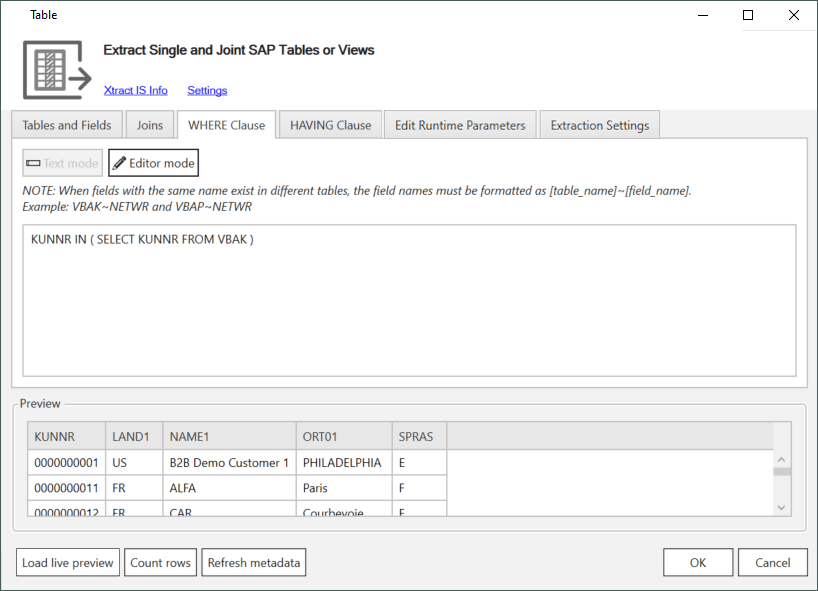 Table
Extract Single and Joint SAP Tables or Views
Xtract IS Info Settings
Tables and Fields Joins WHERE Clause HAVING Clause Edit Runtime Parameters Extraction Settings
Text mode Editor mode
NOTE: When fields with the same name exist in different tables, the field names must be formatted as [table_name]~[field_name].
Example: VBAK~NETWR and VBAP~NETWR
KUNNR IN ( SELECT KUNNR FROM VBAK )
Preview
KUNNR LAND1 NAME1 ORT01 SPRAS
0000000001 US B2B Demo Customer 1 PHILADELPHIA E
0000000011 FR ALFA Paris F
0000000012 FR CAR Courbevoie F
Load live preview Count rows Refresh metadata OK Cancel